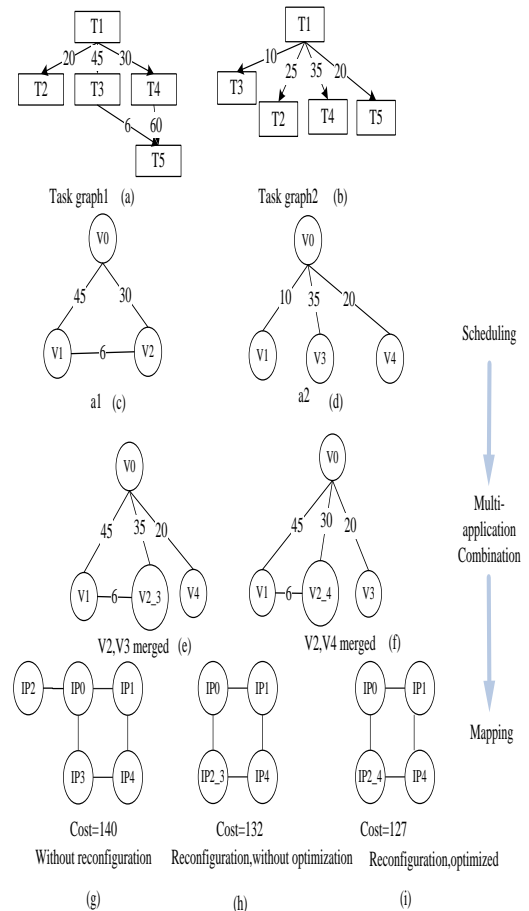 T1
T1
20
45
30
10
25
35
20
T2
T3
T4
T3
T2
T4
T5
6
60
T5
Task graph1 (a)
Task graph2 (b)
V0
V0
45
30
10
35
20
V1
6
V2
V1
V3
V4
a1 (c)
a2 (d)
Scheduling
V0
V0
45
35
20
45
30
20
V1
6
V2_3
V4
V1
6
V2_4
V3
Multi-
application
Combination
V2,V3 merged (e)
V2,V4 merged (f)
IP2
IP0
IP1
IP0
IP1
IP0
IP1
IP3
IP4
IP2_3
IP4
IP2_4
IP4
Mapping
Cost=140
Cost=132
Cost=127
Without reconfiguration
Reconfiguration,without optimization
Reconfiguration,optimized
(g)
(h)
(i)